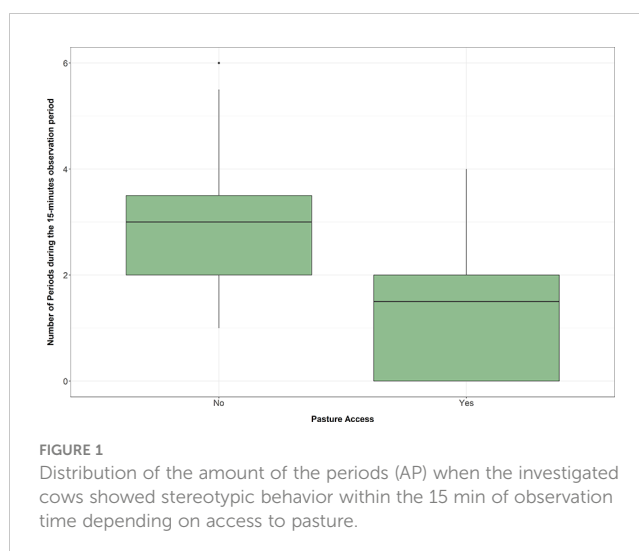 Number of Periods during the 15-minutes observation period
6
4
2
0
No
Yes
Pasture Access
FIGURE 1
Distribution of the amount of the periods (AP) when the investigated
cows showed stereotypic behavior within the 15 min of observation
time depending on access to pasture.